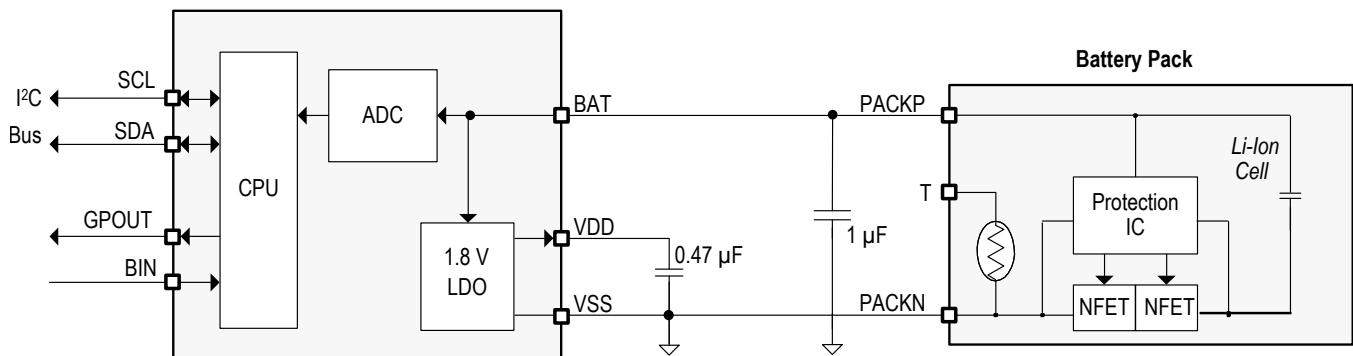 Battery Pack
I²C
Bus
SCL
SDA
GPOUT
BIN
CPU
ADC
1.8 V
LDO
BAT
VDD
VSS
0.47 µF
1 µF
PACKP
T
PACKN
Protection
IC
NFET
NFET
Li-Ion
Cell